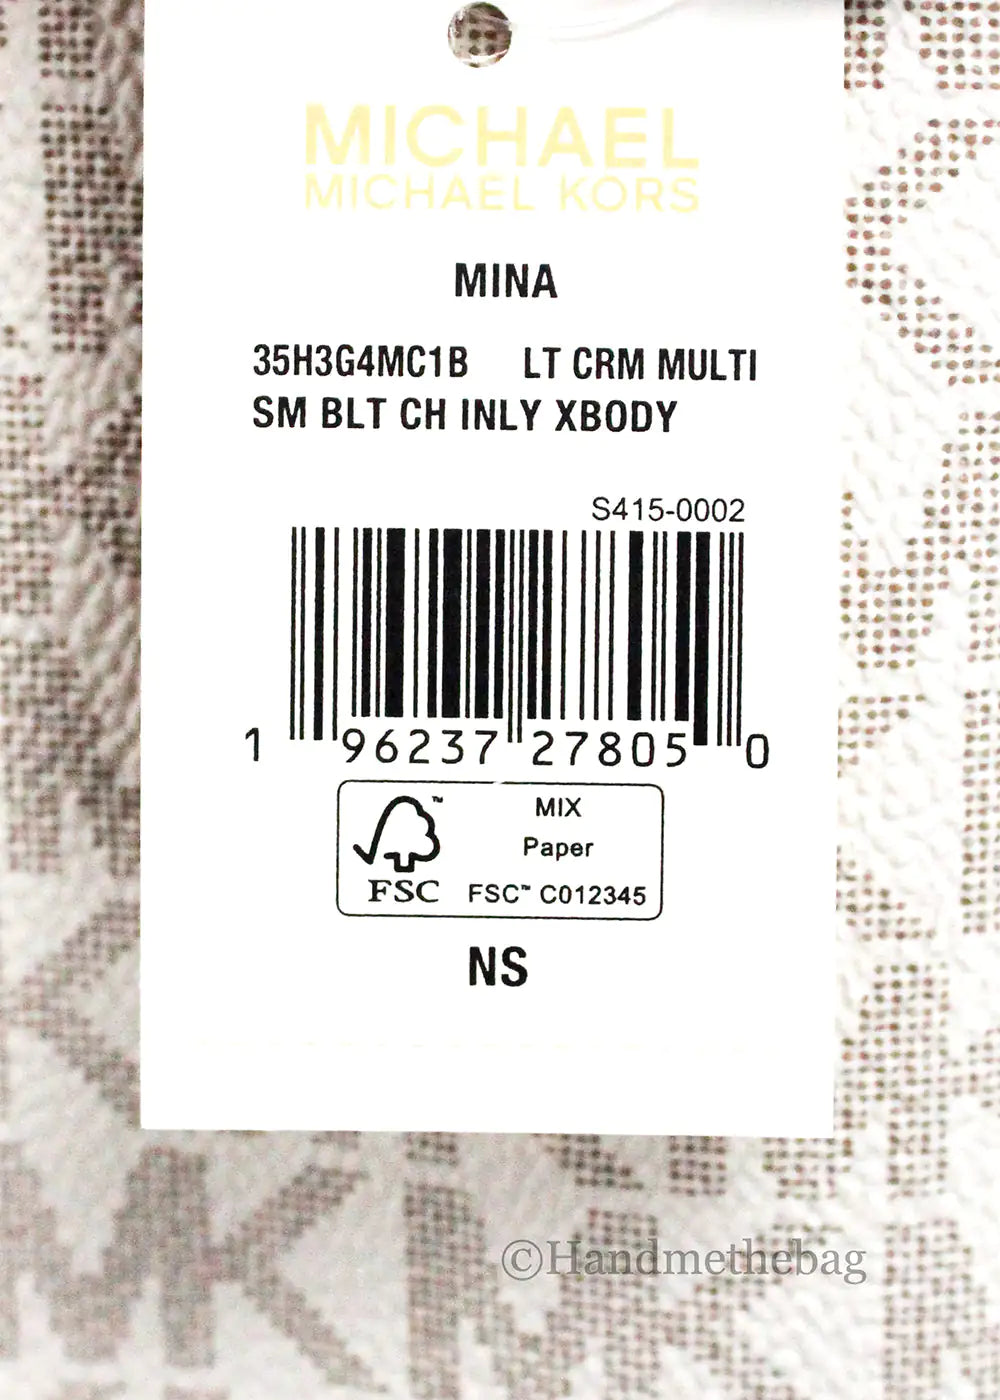 MICHAEL
MICHAEL KORS
MINA
35H3G4MC1B LT CRM MULTI
SM BLT CH INLY XBODY
S415-0002
1 96237 27805 0
FSC
MIX
Paper
FSC™ C012345
NS
©Handmethebag